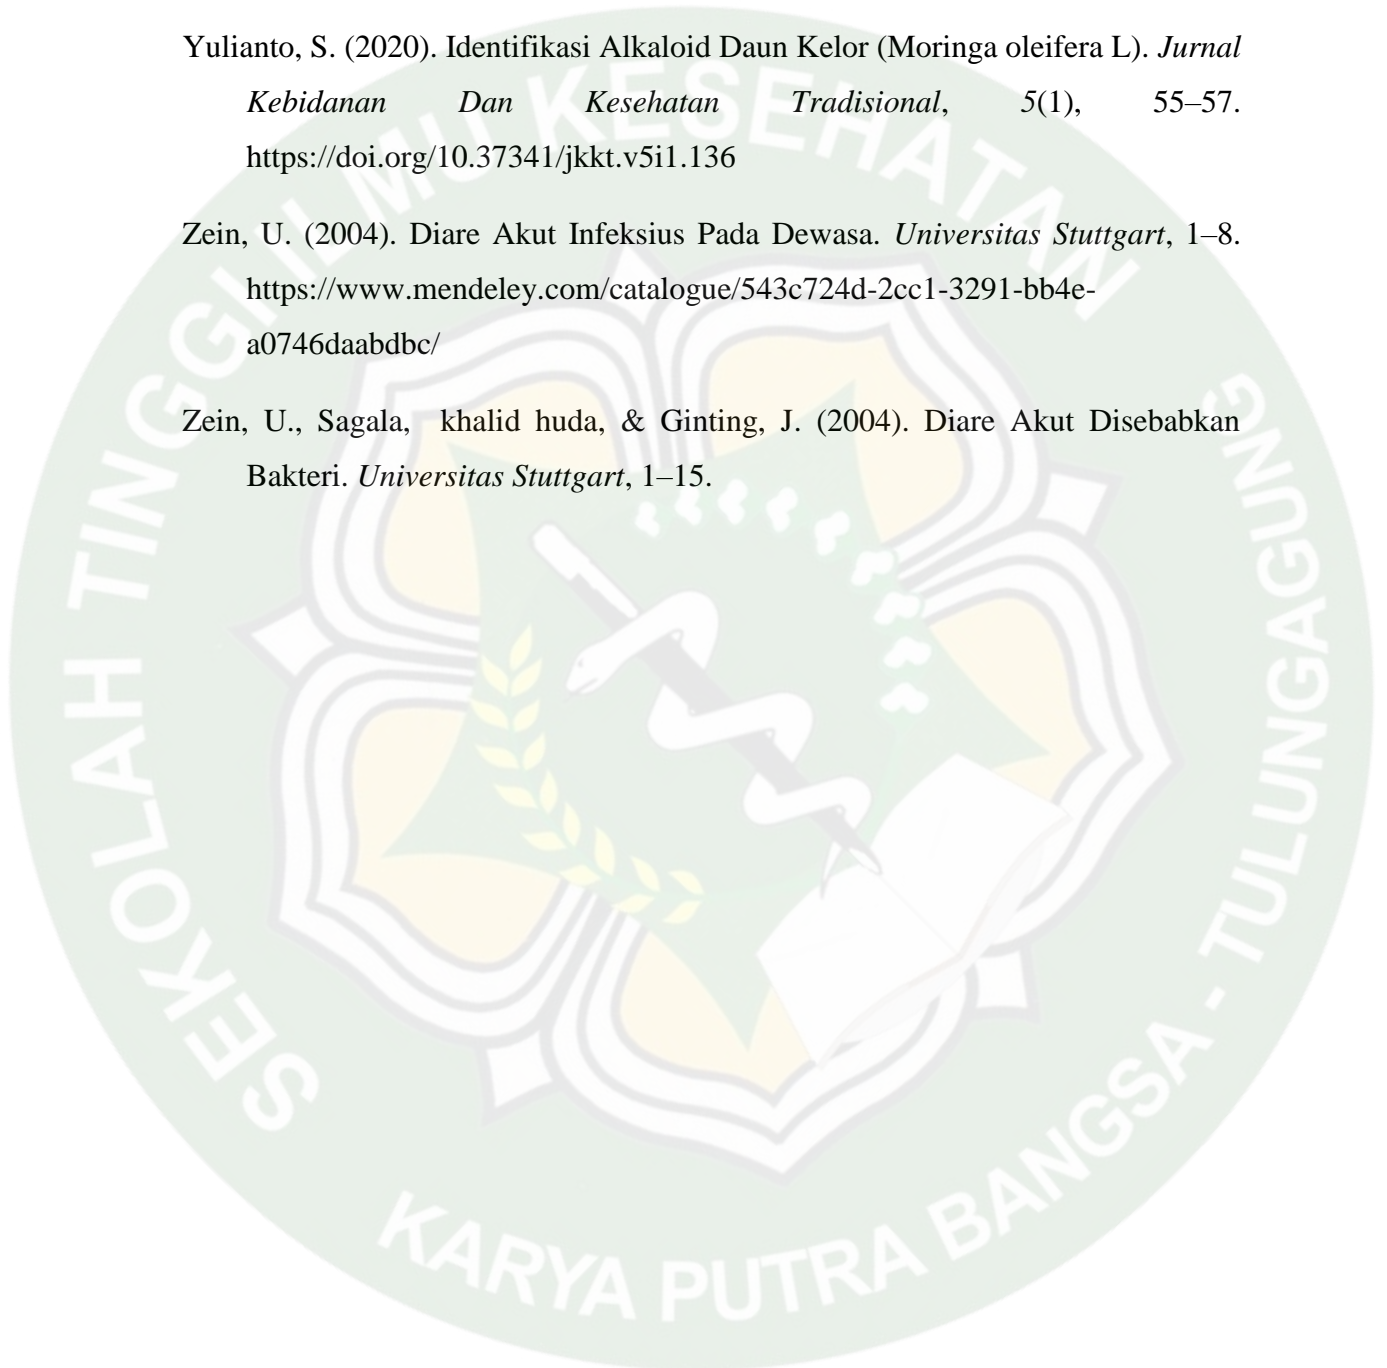 Yulianto, S. (2020). Identifikasi Alkaloid Daun Kelor (Moringa oleifera L). Jurnal
Kebidanan Dan Kesehatan Tradisional, 5(1), 55–57.
https://doi.org/10.37341/jkkt.v5i1.136
Zein, U. (2004). Diare Akut Infeksius Pada Dewasa. Universitas Stuttgart, 1–8.
https://www.mendeley.com/catalogue/543c724d-2cc1-3291-bb4e-
a0746daabdbc/
Zein, U., Sagala, khalid huda, & Ginting, J. (2004). Diare Akut Disebabkan
Bakteri. Universitas Stuttgart, 1–15.
SEKOLAH TINGGI ILMU KESEHATAN
KARYA PUTRA BANGSA - TULUNGAGUNG